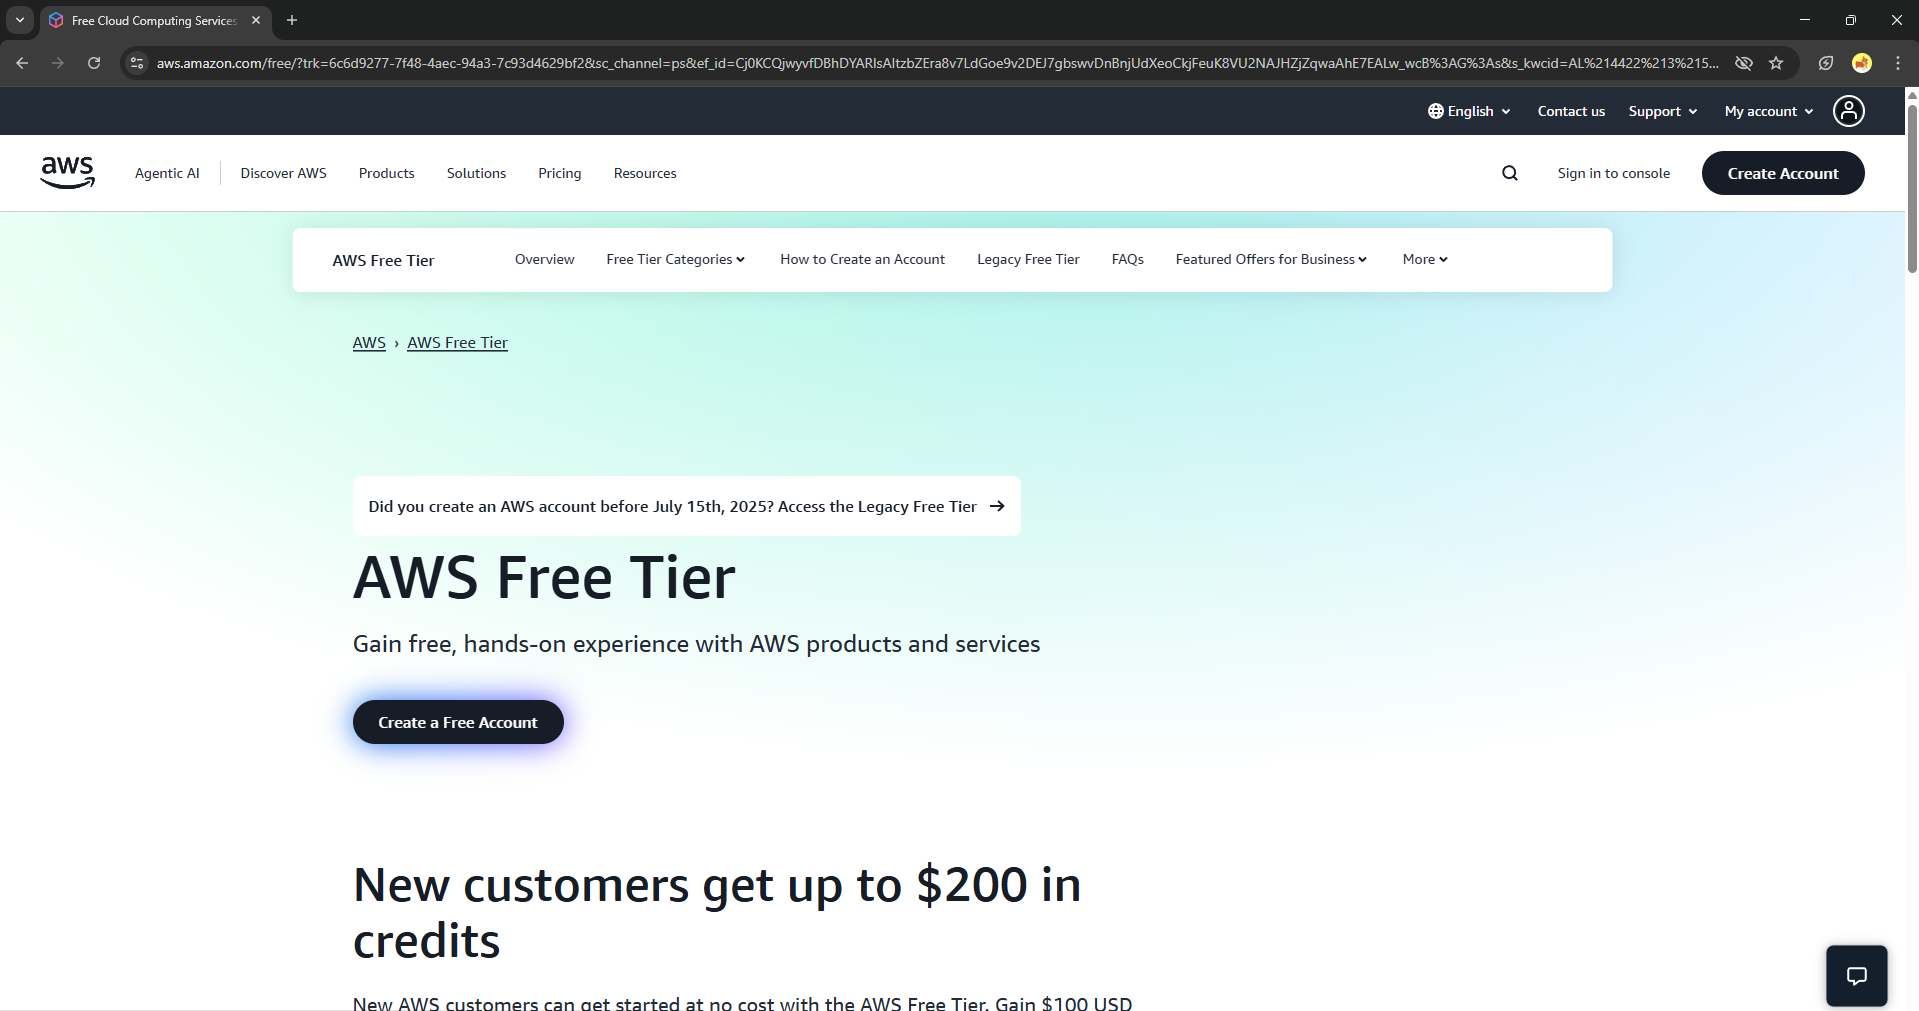 Free Cloud Computing Services
aws.amazon.com/free/?trk=6c6d9277-7f48-4aec-94a3-7c93d4629bf2&sc_channel=ps&ef_id=Cj0KCQjwyvfDBhDYARIsAItzbZEra8v7LdGoe9v2DEJ7gbswvDnBnjUdXeoCkjFeuK8VU2NAJHZjZqwaAhE7EALw_wcB%3AG%3As&s_kwcid=AL%214422%213%215...
English Contact us Support My account
aws Agentic AI Discover AWS Products Solutions Pricing Resources Sign in to console Create Account
AWS Free Tier Overview Free Tier Categories How to Create an Account Legacy Free Tier FAQs Featured Offers for Business More
AWS › AWS Free Tier
Did you create an AWS account before July 15th, 2025? Access the Legacy Free Tier →
AWS Free Tier
Gain free, hands-on experience with AWS products and services
Create a Free Account
New customers get up to $200 in
credits
New AWS customers can get started at no cost with the AWS Free Tier. Gain $100 USD